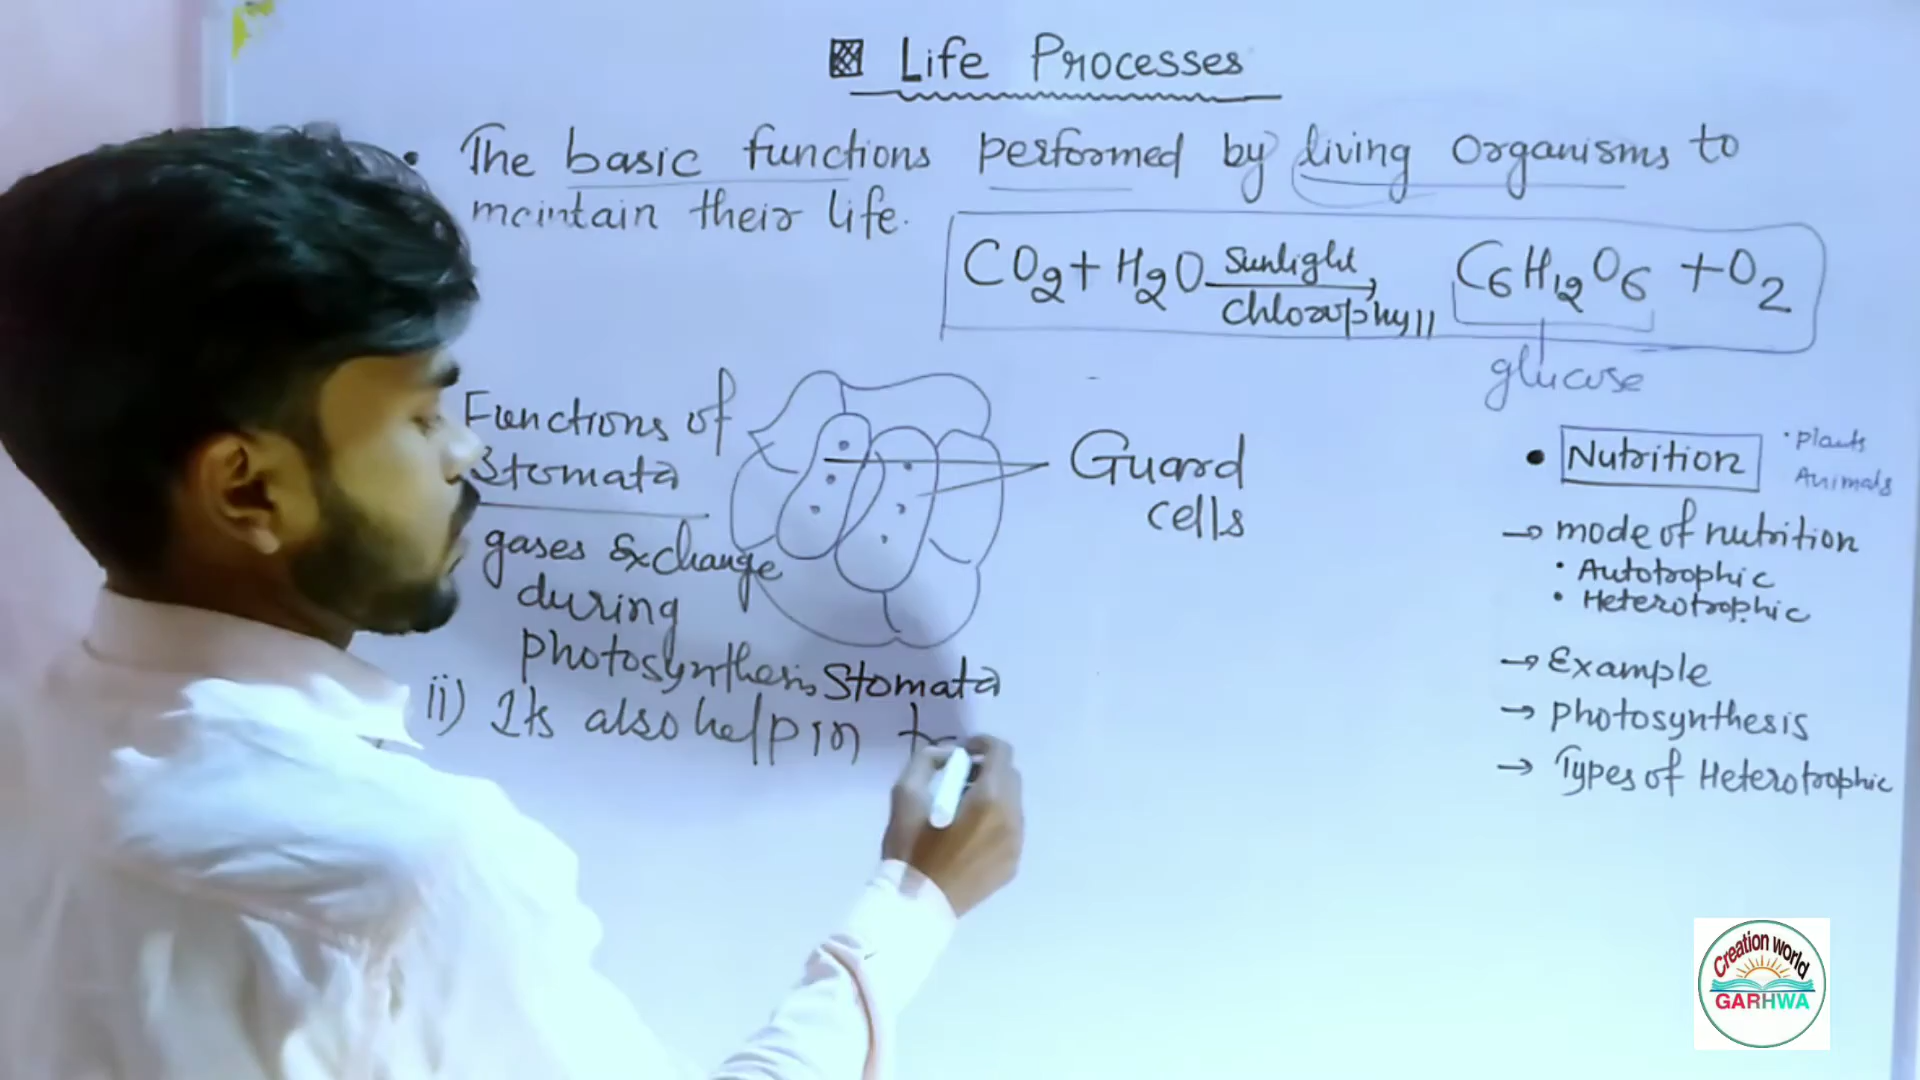 Life Processes
• The basic functions performed by living organisms to
maintain their life.
CO2 + H2O Sunlight C6H12O6 + O2
Chlorophyll
glucose
Functions of
Stomata
gases Exchange
during
photosynthesis
ii) Its also help in
Guard
cells
Stomata
• Nutrition
• plants
Animals
→ mode of nutrition
• Autotrophic
• Heterotrophic
→ Example
→ photosynthesis
→ Types of Heterotrophic
Creation world
GARHWA